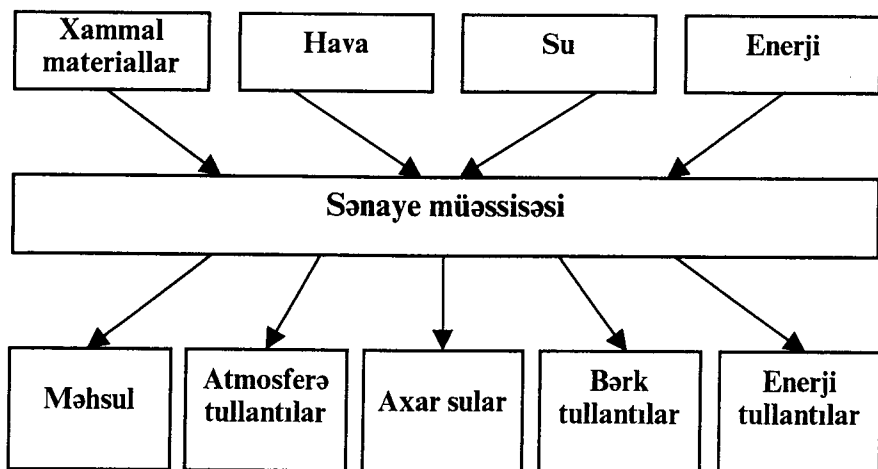 Xammal
materiallar
Hava
Su
Enerji
Sənaye müəssisəsi
Məhsul
Atmosferə
tullantılar
Axar sular
Bərk
tullantılar
Enerji
tullantılar